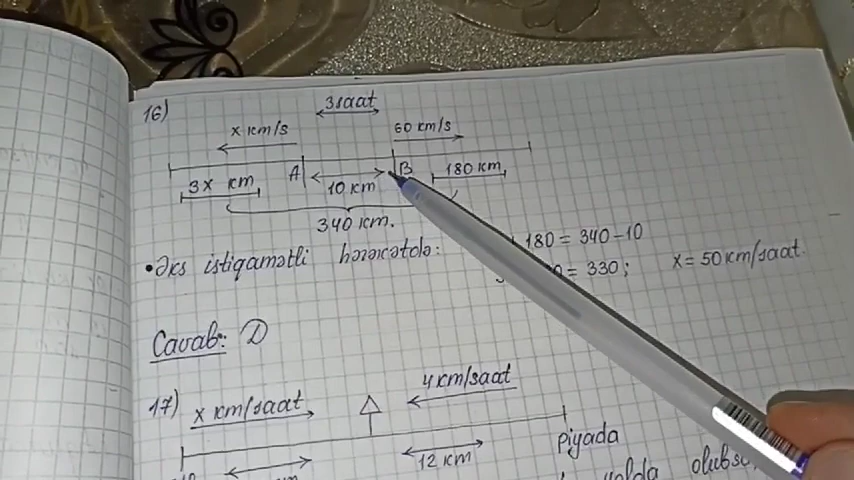 16)
3saat
x km/s
60 km/s
A
B
3x km
10 km
180 km
340 km.
•Əks istiqamətli hərəkətdə:
180 = 340-10
= 330;
x = 50 km/saat.
Cavab: D
17)
x km/saat
4 km/saat
12 km
Piyada
yolda olubsa,